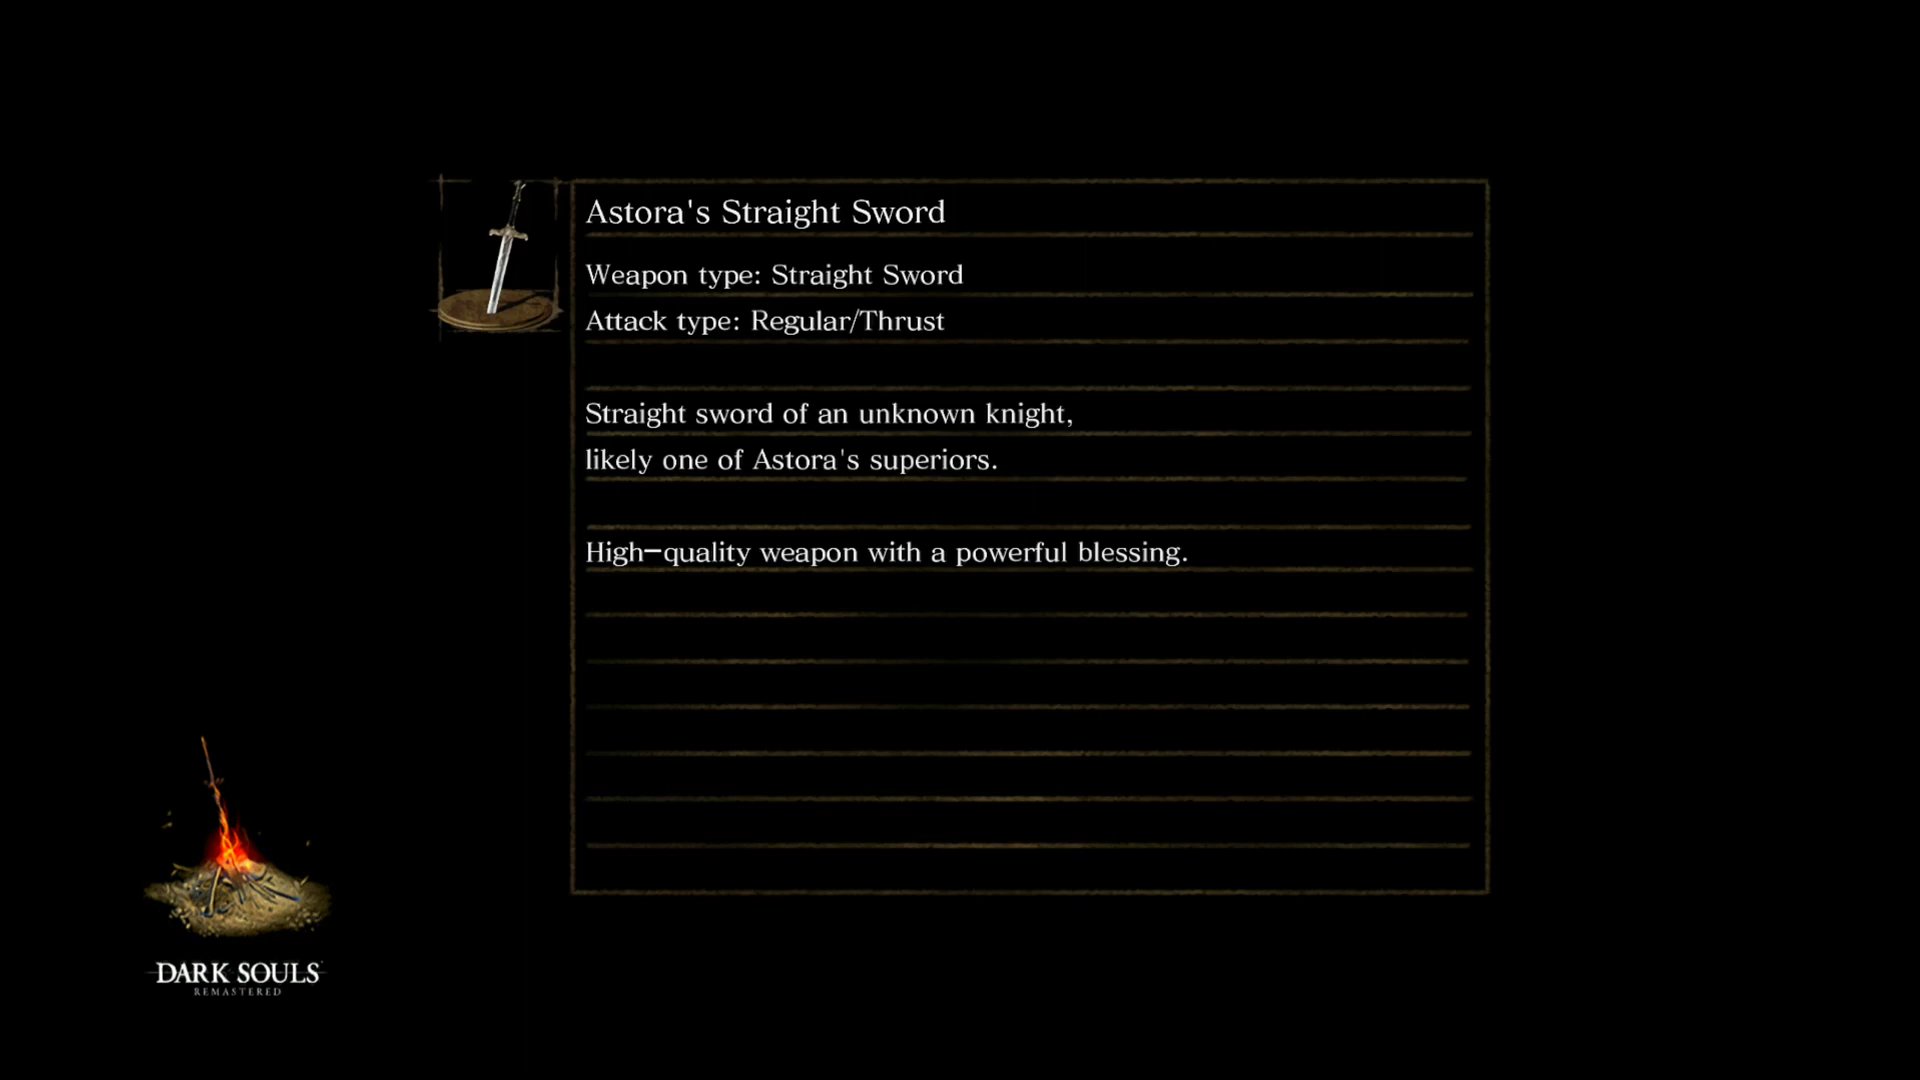 Astora's Straight Sword
Weapon type: Straight Sword
Attack type: Regular/Thrust
Straight sword of an unknown knight,
likely one of Astora's superiors.
High-quality weapon with a powerful blessing.
DARK SOULS
REMASTERED